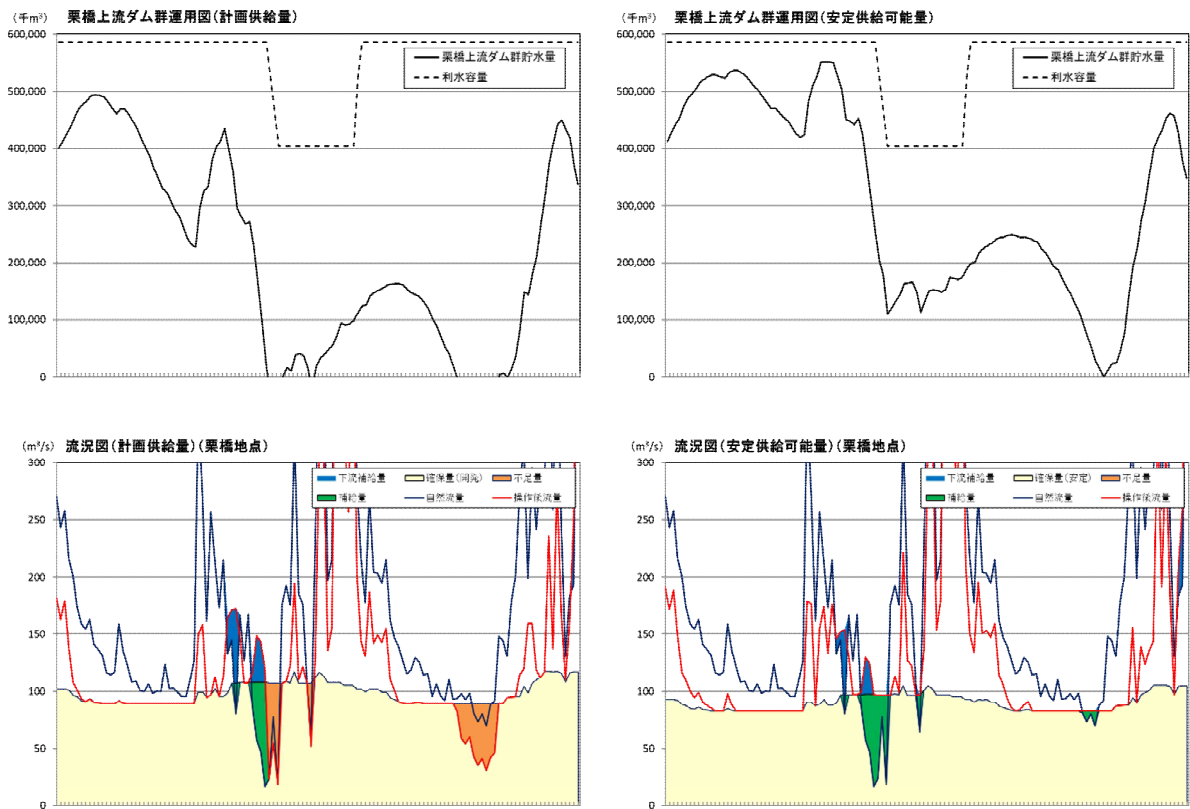 （千m³） 栗橋上流ダム群運用図（計画供給量）
600,000
500,000
400,000
300,000
200,000
100,000
0
栗橋上流ダム群貯水量
利水容量
（千m³） 栗橋上流ダム群運用図（安定供給可能量）
600,000
500,000
400,000
300,000
200,000
100,000
0
栗橋上流ダム群貯水量
利水容量
（m³/s） 流況図（計画供給量）（栗橋地点）
300
250
200
150
100
50
0
下流補給量 確保量（開発） 不足量
補給量 自然流量 操作後流量
（m³/s） 流況図（安定供給可能量）（栗橋地点）
300
250
200
150
100
50
0
下流補給量 確保量（安定） 不足量
補給量 自然流量 操作後流量